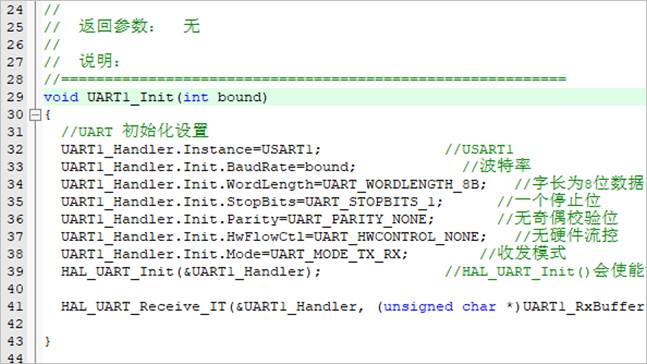 24 //
25 // 返回参数: 无
26 //
27 // 说明:
28 //==========================================================
29 void UART1_Init(int bound)
30 {
31 //UART 初始化设置
32 UART1_Handler.Instance=USART1; //USART1
33 UART1_Handler.Init.BaudRate=bound; //波特率
34 UART1_Handler.Init.WordLength=UART_WORDLENGTH_8B; //字长为8位数据
35 UART1_Handler.Init.StopBits=UART_STOPBITS_1; //一个停止位
36 UART1_Handler.Init.Parity=UART_PARITY_NONE; //无奇偶校验位
37 UART1_Handler.Init.HwFlowCtl=UART_HWCONTROL_NONE; //无硬件流控
38 UART1_Handler.Init.Mode=UART_MODE_TX_RX; //收发模式
39 HAL_UART_Init(&UART1_Handler); //HAL_UART_Init()会使能
40
41 HAL_UART_Receive_IT(&UART1_Handler, (unsigned char *)UART1_RxBuffer
42
43 }
44